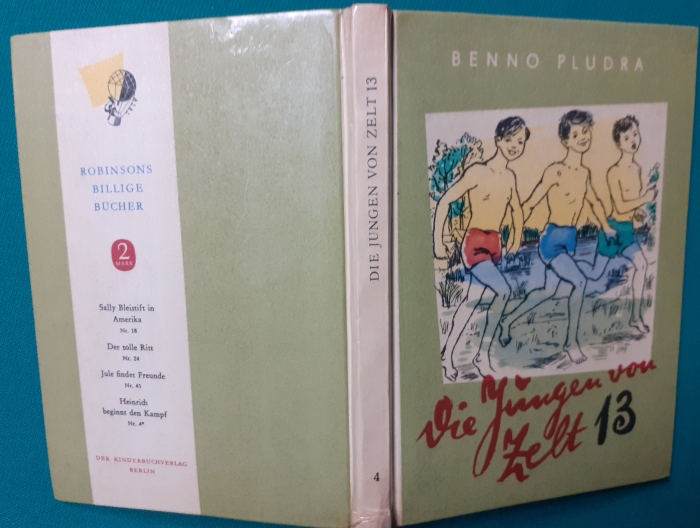 ROBINSONS
BILLIGE
BÜCHER
2
MARK
Sally Bleistift in
Amerika
Nr. 18
Der tolle Ritt
Nr. 24
Jule findet Freunde
Nr. 45
Heinrich
beginnt den Kampf
DER KINDERBUCHVERLAG
BERLIN
DIE JUNGEN VON ZELT 13
4
BENNO PLUDRA
Die Jungen von
Zelt 13